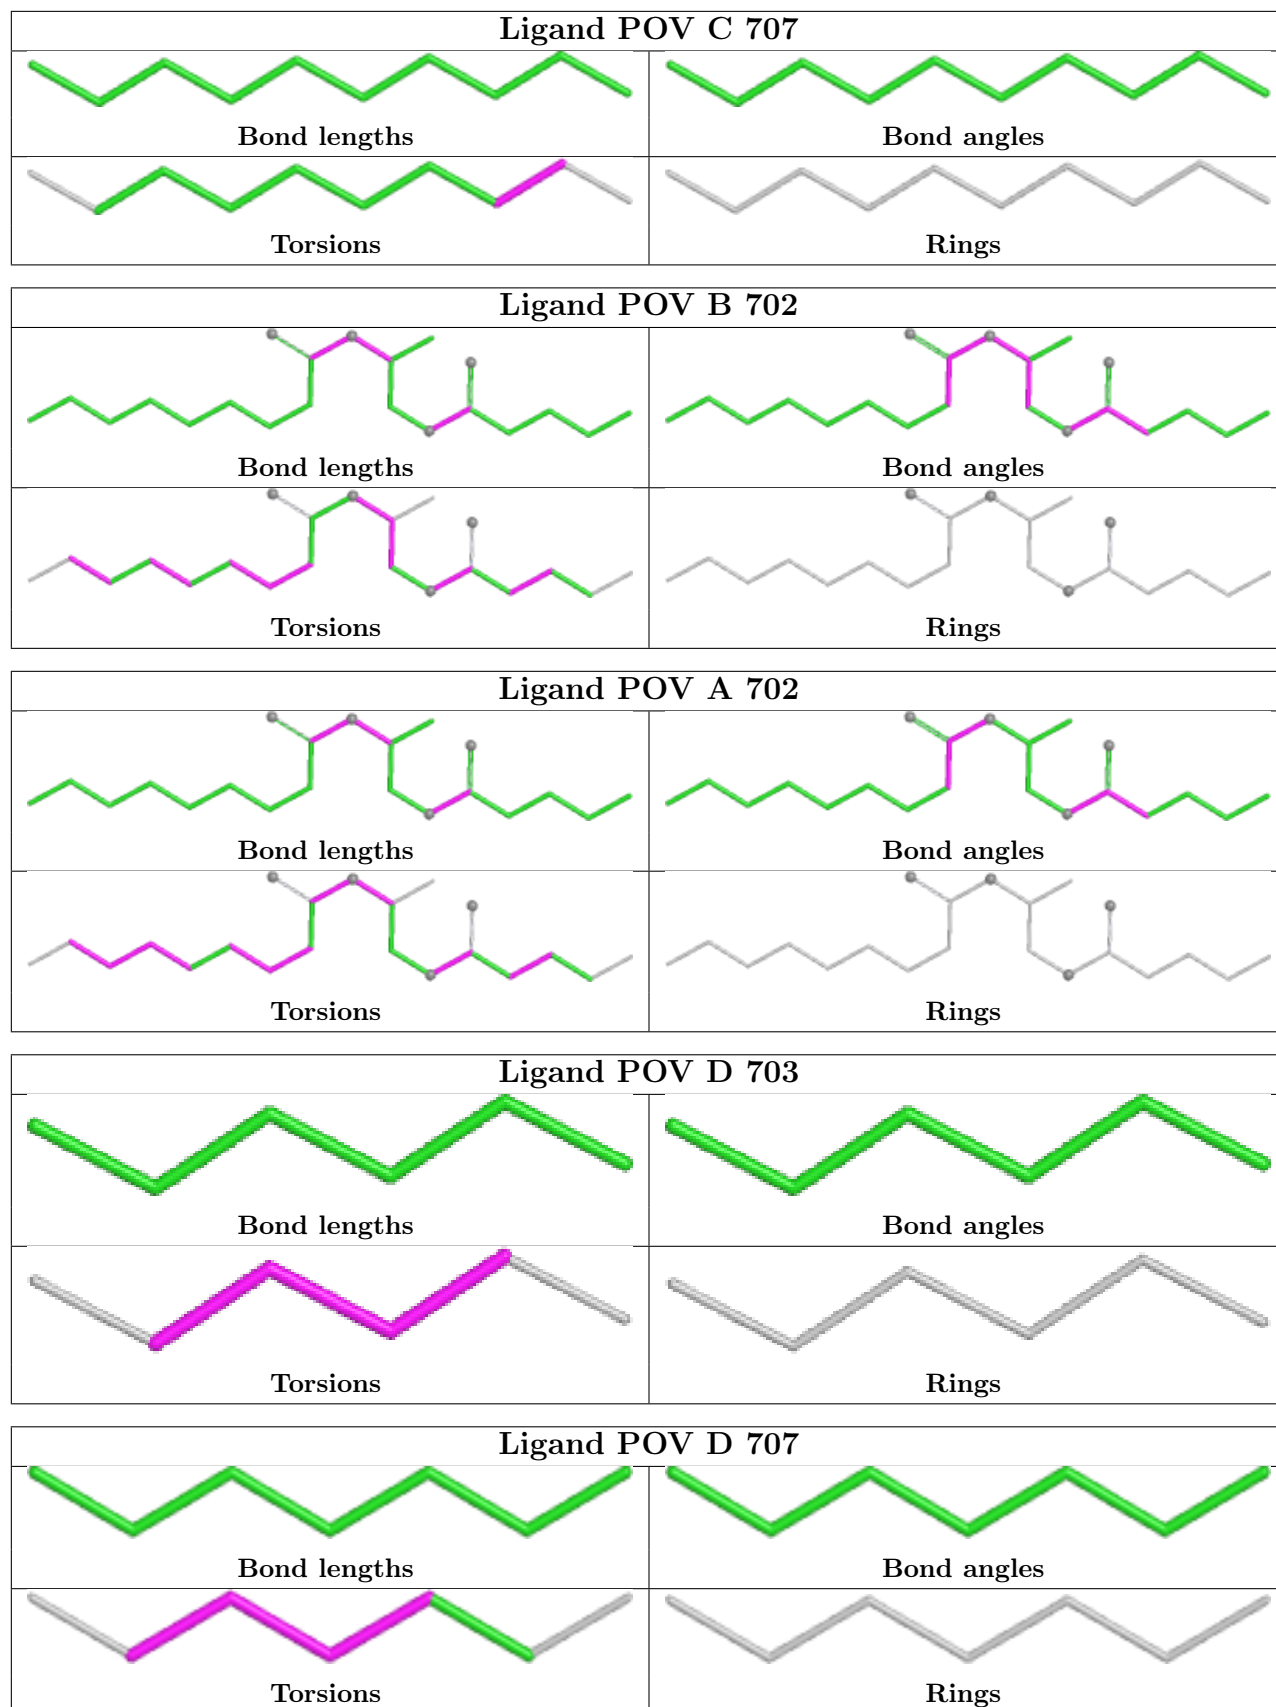 Ligand POV C 707
Bond lengths Bond angles
Torsions Rings
Ligand POV B 702
Bond lengths Bond angles
Torsions Rings
Ligand POV A 702
Bond lengths Bond angles
Torsions Rings
Ligand POV D 703
Bond lengths Bond angles
Torsions Rings
Ligand POV D 707
Bond lengths Bond angles
Torsions Rings